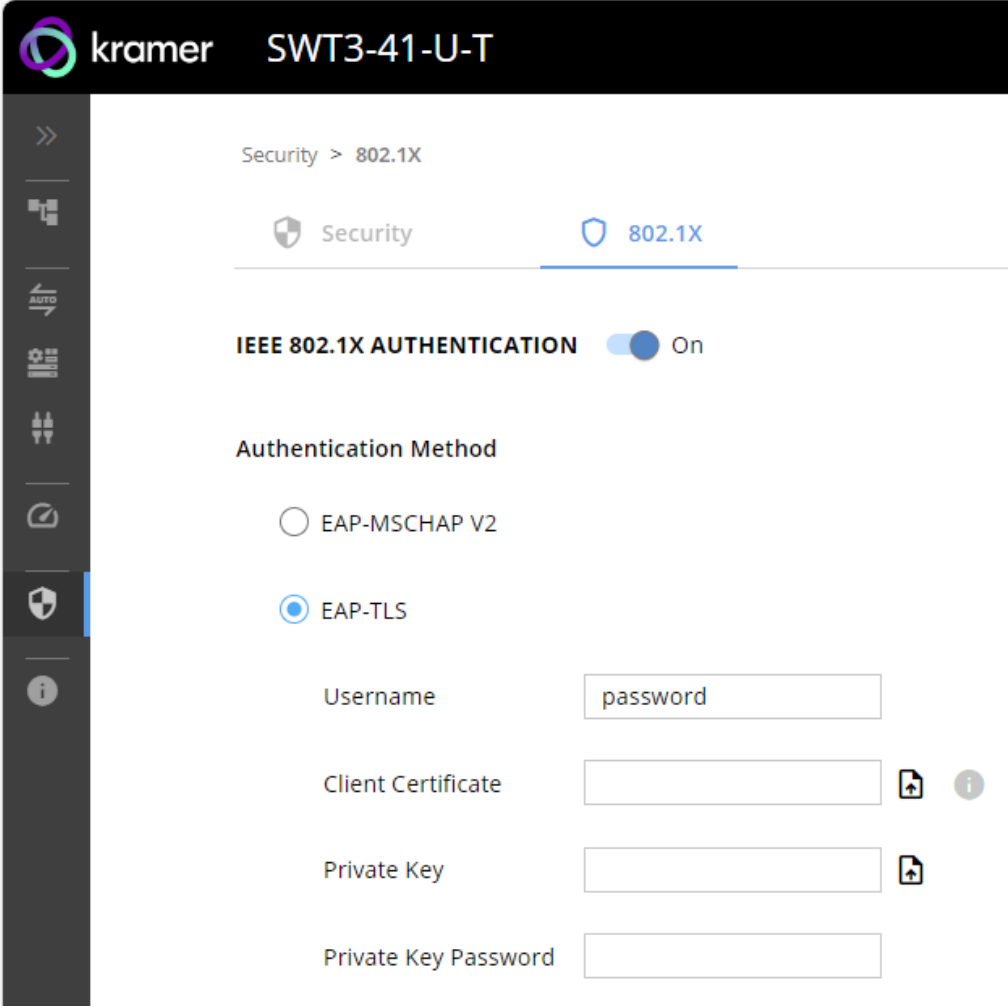 kramer SWT3-41-U-T
Security > 802.1X
Security 802.1X
AUTO
IEEE 802.1X AUTHENTICATION On
Authentication Method
EAP-MSCHAP V2
EAP-TLS
Username password
Client Certificate
Private Key
Private Key Password